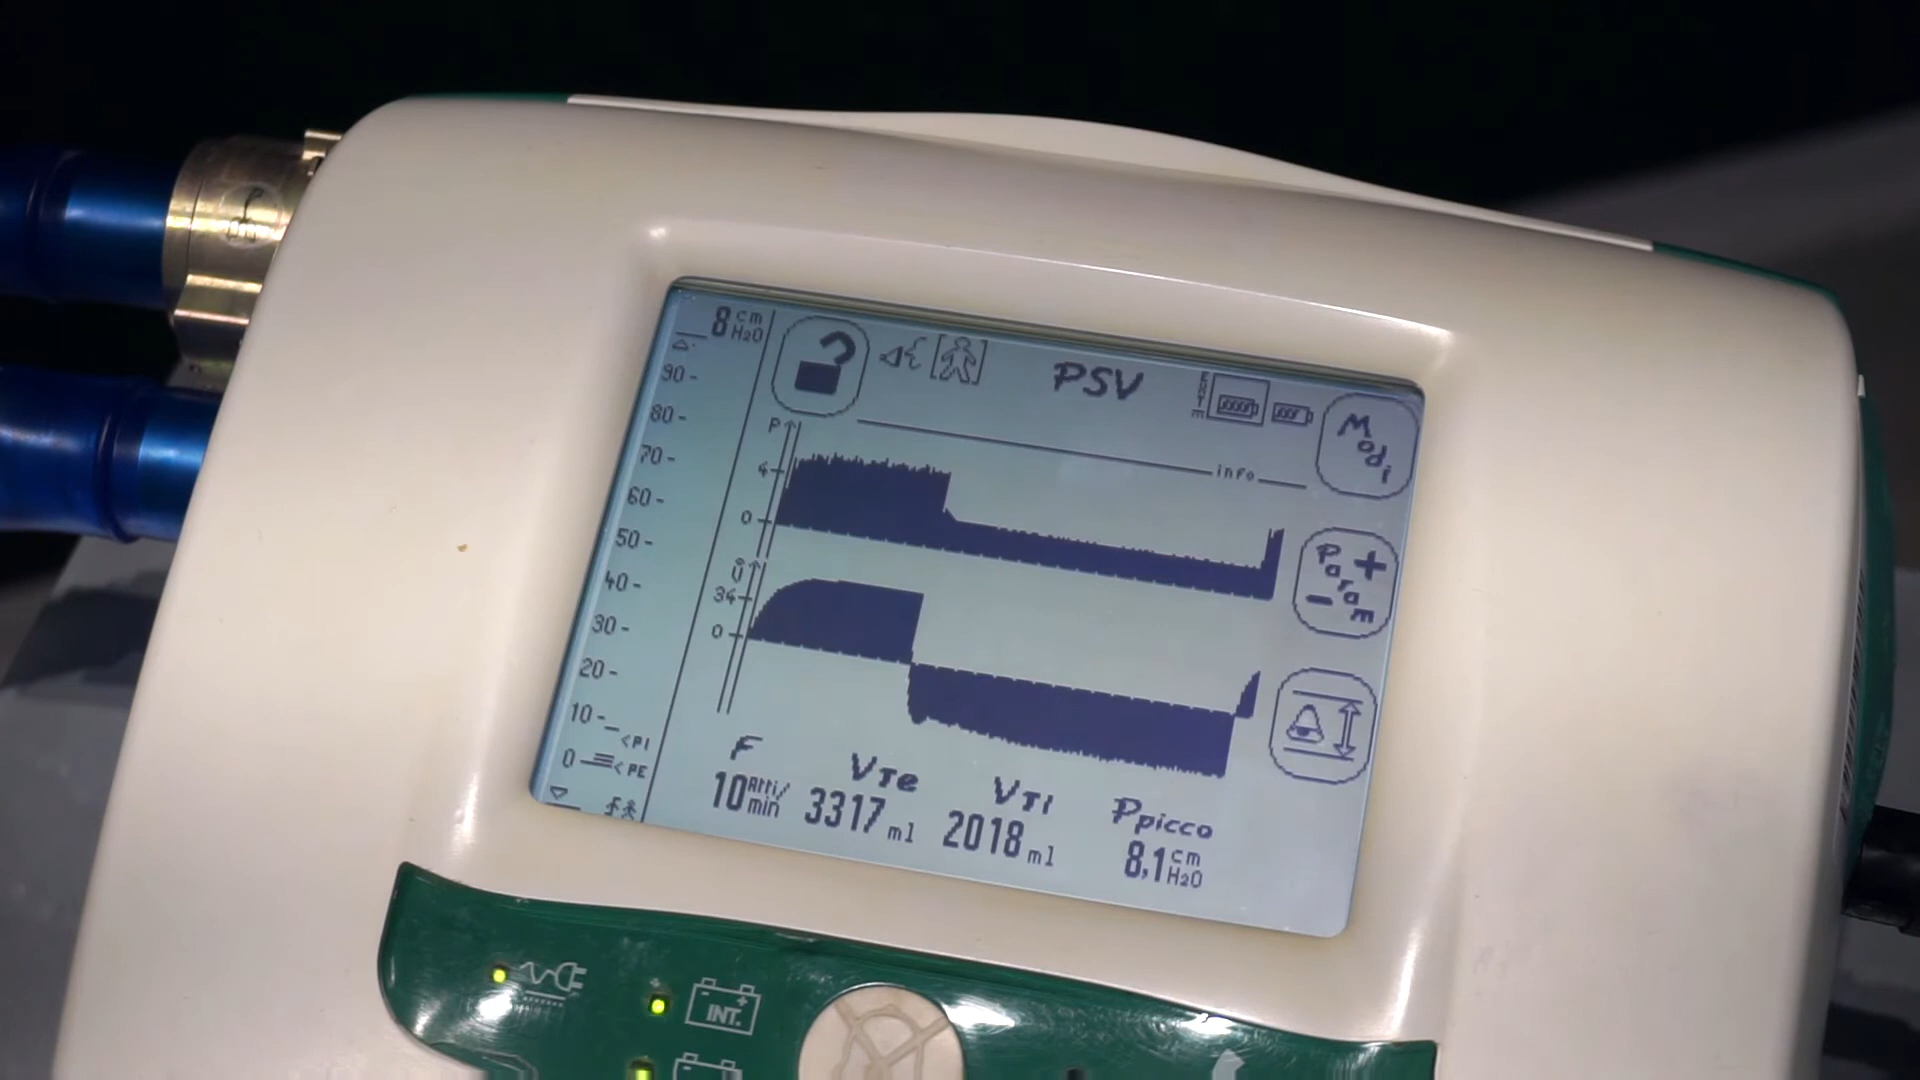 8 cm H2O
90
80
70
60
50
40
30
20
10
0
<PI
<PE
PSV
EXT
Modi
P
4
0
info
Param
+
-
Ù
34
0
F
10 Atti/min
VTe
3317 ml
VTi
2018 ml
Ppicco
8,1 cm H2O
INT.